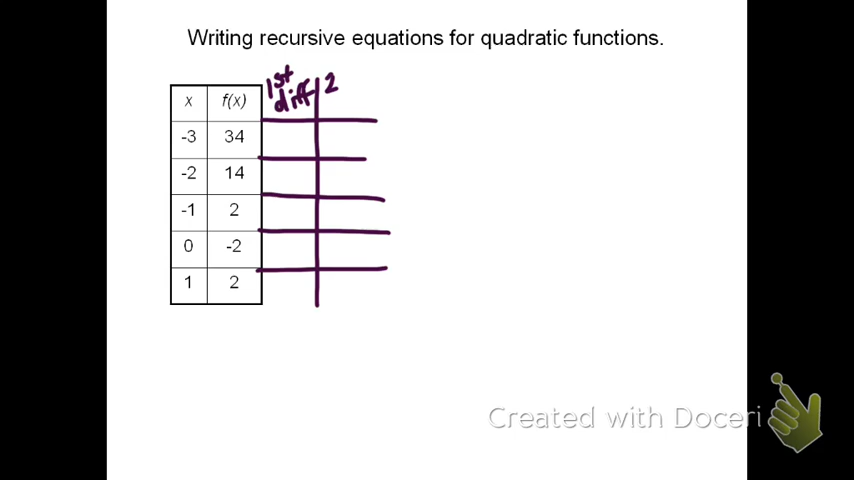 Writing recursive equations for quadratic functions.
x f(x) 1st diff 2
-3 34
-2 14
-1 2
0 -2
1 2
Created with Doceri